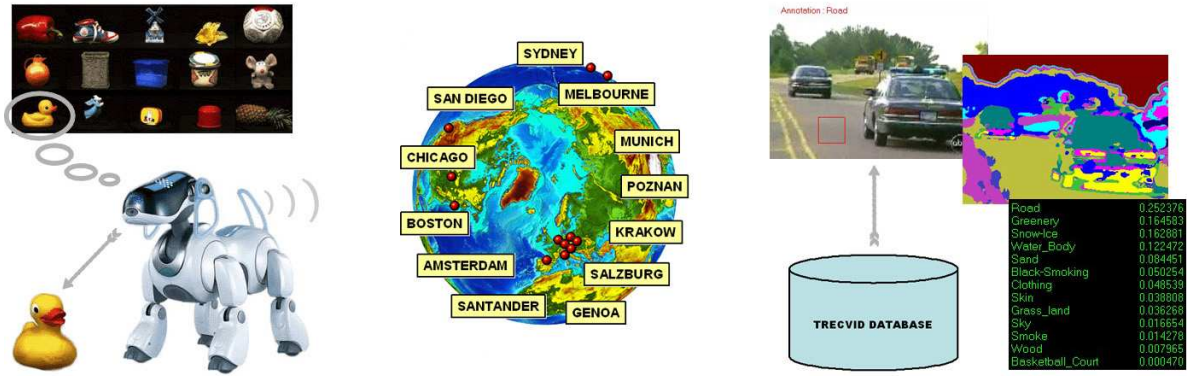 Annotation : Road
SYDNEY
SAN DIEGO
MELBOURNE
CHICAGO
MUNICH
POZNAN
BOSTON
KRAKOW
AMSTERDAM
SALZBURG
SANTANDER
GENOA
TRECVID DATABASE
Road 0.252376
Greenery 0.164583
Snow-Ice 0.162881
Water_Body 0.122472
Sand 0.084451
Black-Smoking 0.050254
Clothing 0.048539
Skin 0.038808
Grass_land 0.036268
Sky 0.016654
Smoke 0.014278
Wood 0.007965
Basketball_Court 0.000470